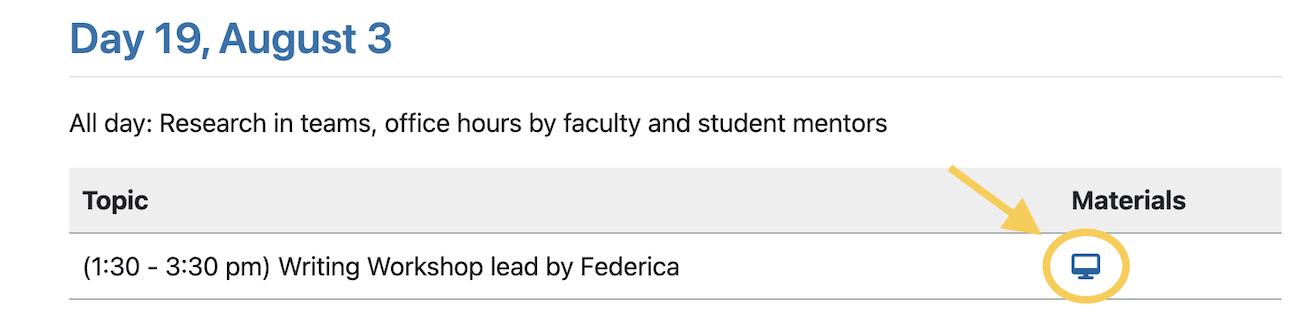 Day 19, August 3
All day: Research in teams, office hours by faculty and student mentors
Topic Materials
(1:30 - 3:30 pm) Writing Workshop lead by Federica